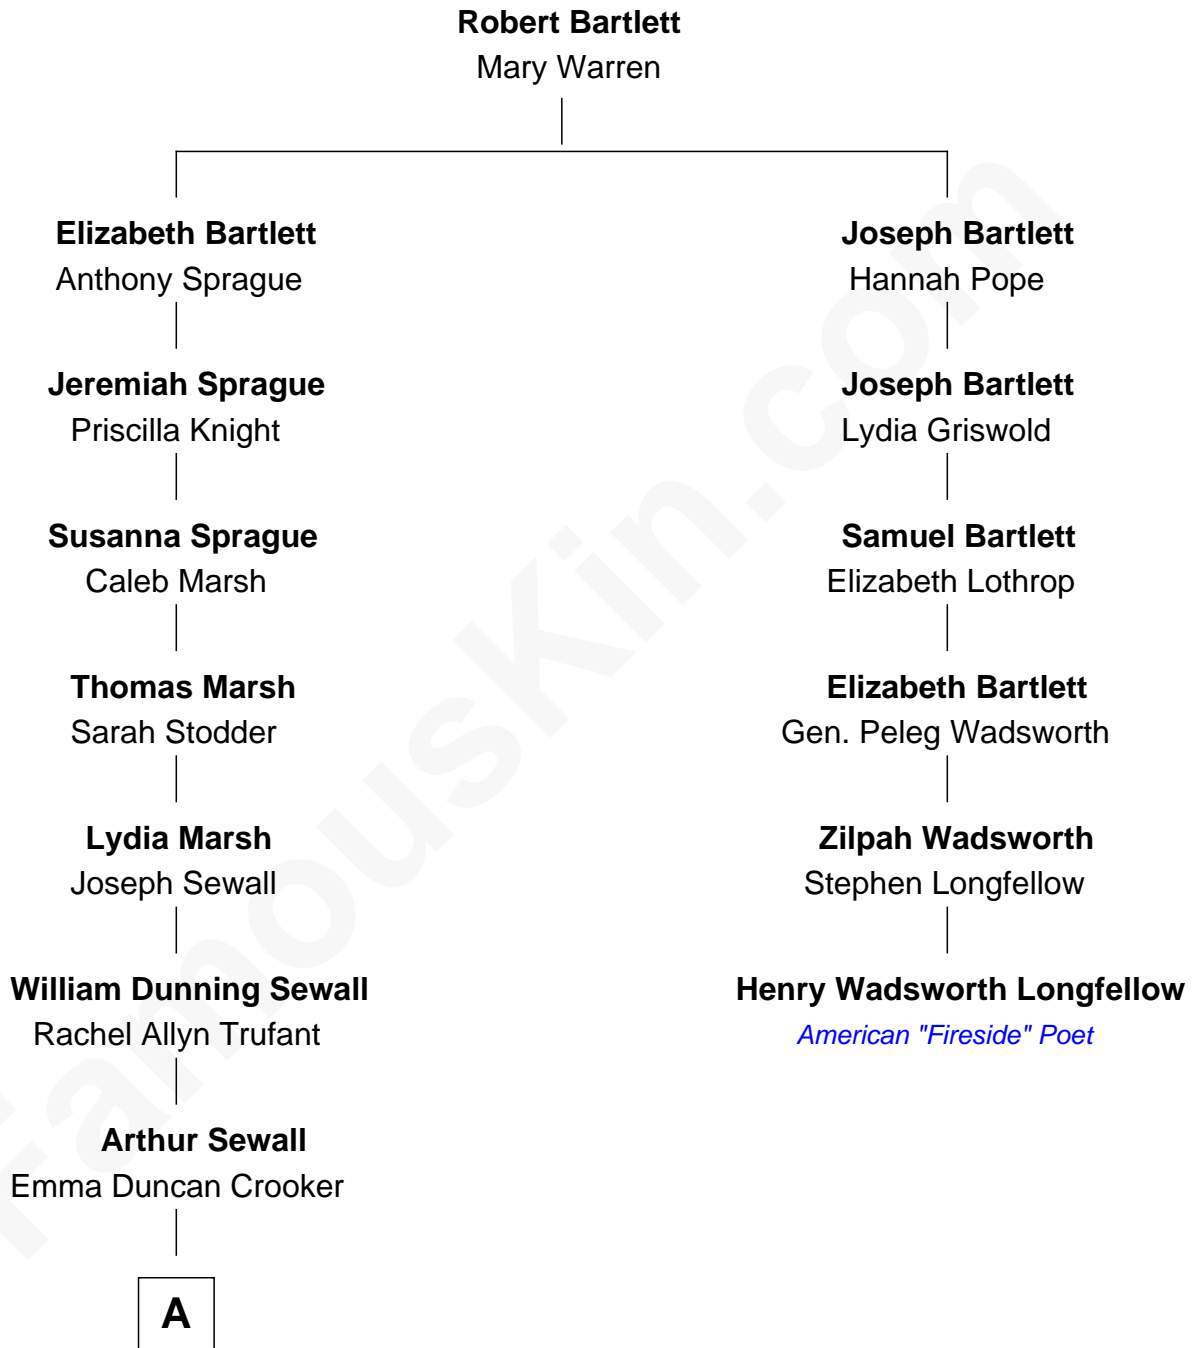 Robert Bartlett
Mary Warren
Elizabeth Bartlett
Anthony Sprague
Joseph Bartlett
Hannah Pope
Jeremiah Sprague
Priscilla Knight
Joseph Bartlett
Lydia Griswold
Susanna Sprague
Caleb Marsh
Samuel Bartlett
Elizabeth Lothrop
Thomas Marsh
Sarah Stodder
Elizabeth Bartlett
Gen. Peleg Wadsworth
Lydia Marsh
Joseph Sewall
Zilpah Wadsworth
Stephen Longfellow
William Dunning Sewall
Rachel Allyn Trufant
Henry Wadsworth Longfellow
American "Fireside" Poet
Arthur Sewall
Emma Duncan Crooker
A
FamousKin.com